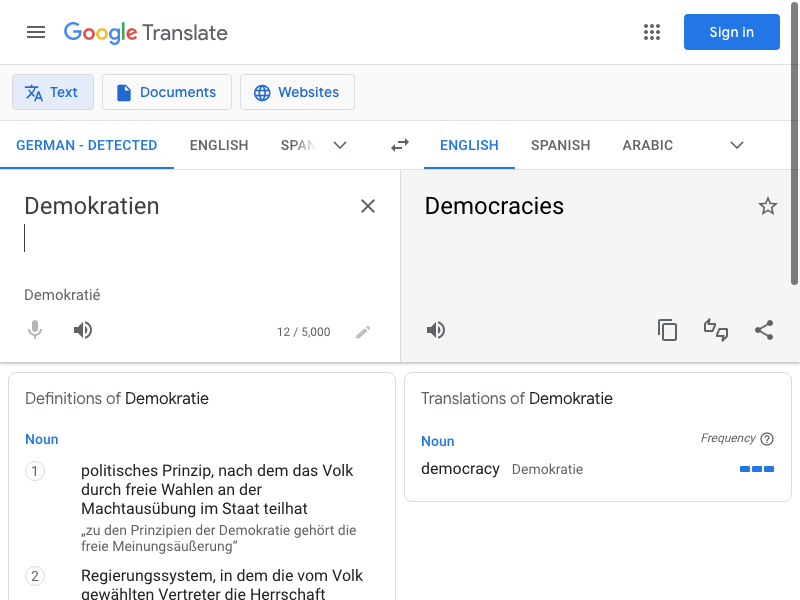 Google Translate
Sign in
Text
Documents
Websites
GERMAN - DETECTED
ENGLISH
SPAN
ENGLISH
SPANISH
ARABIC
Demokratien
Democracies
Demokratié
12 / 5,000
Definitions of Demokratie
Noun
1
politisches Prinzip, nach dem das Volk
durch freie Wahlen an der
Machtausübung im Staat teilhat
„zu den Prinzipien der Demokratie gehört die
freie Meinungsäußerung“
2
Regierungssystem, in dem die vom Volk
gewählten Vertreter die Herrschaft
Translations of Demokratie
Noun
Frequency
democracy Demokratie